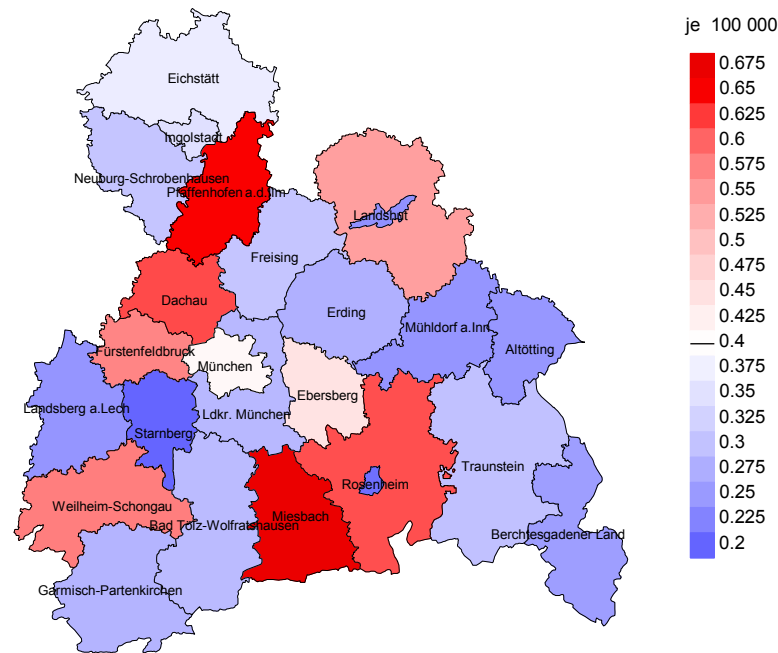 je 100 000
0.675
0.65
0.625
0.6
0.575
0.55
0.525
0.5
0.475
0.45
0.425
0.4
0.375
0.35
0.325
0.3
0.275
0.25
0.225
0.2
Eichstätt
Ingolstadt
Neuburg-Schrobenhausen
Pfaffenhofen a.d.Ilm
Landshut
Freising
Dachau
Erding
Mühldorf a.Inn
Altötting
Fürstenfeldbruck
München
Ebersberg
Landsberg a.Lech
Ldkr. München
Starnberg
Traunstein
Rosenheim
Weilheim-Schongau
Miesbach
Bad Tölz-Wolfratshausen
Berchtesgadener Land
Garmisch-Partenkirchen